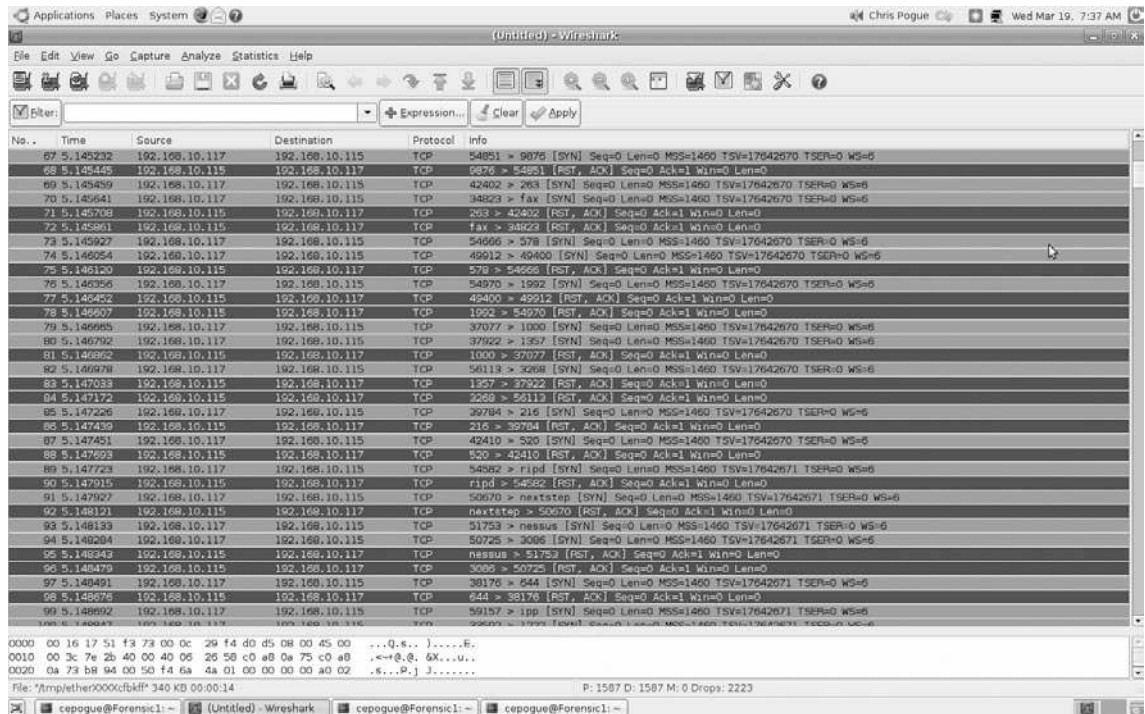 Applications Places System Chris Pogue Wed Mar 19, 7:37 AM
(Untitled) - Wireshark
File Edit View Go Capture Analyze Statistics Help
Filter: Expression... Clear Apply
No.. Time Source Destination Protocol Info
67 5.145232 192.168.10.117 192.168.10.115 TCP 54851 > 9876 [SYN] Seq=0 Len=0 MSS=1460 TSV=17642670 TSER=0 WS=6
68 5.145445 192.168.10.115 192.168.10.117 TCP 9876 > 54851 [RST, ACK] Seq=0 Ack=1 Win=0 Len=0
69 5.145459 192.168.10.117 192.168.10.115 TCP 42402 > 263 [SYN] Seq=0 Len=0 MSS=1460 TSV=17642670 TSER=0 WS=6
70 5.145641 192.168.10.117 192.168.10.115 TCP 34823 > fax [SYN] Seq=0 Len=0 MSS=1460 TSV=17642670 TSER=0 WS=6
71 5.145708 192.168.10.115 192.168.10.117 TCP 263 > 42402 [RST, ACK] Seq=0 Ack=1 Win=0 Len=0
72 5.145861 192.168.10.115 192.168.10.117 TCP fax > 34823 [RST, ACK] Seq=0 Ack=1 Win=0 Len=0
73 5.145927 192.168.10.117 192.168.10.115 TCP 54666 > 578 [SYN] Seq=0 Len=0 MSS=1460 TSV=17642670 TSER=0 WS=6
74 5.146054 192.168.10.117 192.168.10.115 TCP 49912 > 49400 [SYN] Seq=0 Len=0 MSS=1460 TSV=17642670 TSER=0 WS=6
75 5.146120 192.168.10.115 192.168.10.117 TCP 578 > 54666 [RST, ACK] Seq=0 Ack=1 Win=0 Len=0
76 5.146356 192.168.10.117 192.168.10.115 TCP 54970 > 1992 [SYN] Seq=0 Len=0 MSS=1460 TSV=17642670 TSER=0 WS=6
77 5.146452 192.168.10.115 192.168.10.117 TCP 49400 > 49912 [RST, ACK] Seq=0 Ack=1 Win=0 Len=0
78 5.146607 192.168.10.115 192.168.10.117 TCP 1992 > 54970 [RST, ACK] Seq=0 Ack=1 Win=0 Len=0
79 5.146665 192.168.10.117 192.168.10.115 TCP 37077 > 1000 [SYN] Seq=0 Len=0 MSS=1460 TSV=17642670 TSER=0 WS=6
80 5.146792 192.168.10.117 192.168.10.115 TCP 37922 > 1357 [SYN] Seq=0 Len=0 MSS=1460 TSV=17642670 TSER=0 WS=6
81 5.146862 192.168.10.115 192.168.10.117 TCP 1000 > 37077 [RST, ACK] Seq=0 Ack=1 Win=0 Len=0
82 5.146978 192.168.10.117 192.168.10.115 TCP 56113 > 3268 [SYN] Seq=0 Len=0 MSS=1460 TSV=17642670 TSER=0 WS=6
83 5.147033 192.168.10.115 192.168.10.117 TCP 1357 > 37922 [RST, ACK] Seq=0 Ack=1 Win=0 Len=0
84 5.147172 192.168.10.115 192.168.10.117 TCP 3268 > 56113 [RST, ACK] Seq=0 Ack=1 Win=0 Len=0
85 5.147226 192.168.10.117 192.168.10.115 TCP 39784 > 216 [SYN] Seq=0 Len=0 MSS=1460 TSV=17642670 TSER=0 WS=6
86 5.147439 192.168.10.115 192.168.10.117 TCP 216 > 39784 [RST, ACK] Seq=0 Ack=1 Win=0 Len=0
87 5.147451 192.168.10.117 192.168.10.115 TCP 42410 > 520 [SYN] Seq=0 Len=0 MSS=1460 TSV=17642670 TSER=0 WS=6
88 5.147693 192.168.10.115 192.168.10.117 TCP 520 > 42410 [RST, ACK] Seq=0 Ack=1 Win=0 Len=0
89 5.147723 192.168.10.117 192.168.10.115 TCP 54582 > ripd [SYN] Seq=0 Len=0 MSS=1460 TSV=17642671 TSER=0 WS=6
90 5.147915 192.168.10.115 192.168.10.117 TCP ripd > 54582 [RST, ACK] Seq=0 Ack=1 Win=0 Len=0
91 5.147927 192.168.10.117 192.168.10.115 TCP 50670 > nextstep [SYN] Seq=0 Len=0 MSS=1460 TSV=17642671 TSER=0 WS=6
92 5.148121 192.168.10.115 192.168.10.117 TCP nextstep > 50670 [RST, ACK] Seq=0 Ack=1 Win=0 Len=0
93 5.148133 192.168.10.117 192.168.10.115 TCP 51753 > nessus [SYN] Seq=0 Len=0 MSS=1460 TSV=17642671 TSER=0 WS=6
94 5.148284 192.168.10.117 192.168.10.115 TCP 50725 > 3086 [SYN] Seq=0 Len=0 MSS=1460 TSV=17642671 TSER=0 WS=6
95 5.148343 192.168.10.115 192.168.10.117 TCP nessus > 51753 [RST, ACK] Seq=0 Ack=1 Win=0 Len=0
96 5.148479 192.168.10.115 192.168.10.117 TCP 3086 > 50725 [RST, ACK] Seq=0 Ack=1 Win=0 Len=0
97 5.148491 192.168.10.117 192.168.10.115 TCP 38176 > 644 [SYN] Seq=0 Len=0 MSS=1460 TSV=17642671 TSER=0 WS=6
98 5.148676 192.168.10.115 192.168.10.117 TCP 644 > 38176 [RST, ACK] Seq=0 Ack=1 Win=0 Len=0
99 5.148692 192.168.10.117 192.168.10.115 TCP 59157 > ipp [SYN] Seq=0 Len=0 MSS=1460 TSV=17642671 TSER=0 WS=6
0000 00 16 17 51 f3 73 00 0c 29 f4 d0 d5 08 00 45 00 ...Q.s.. ).....E.
0010 00 3c 7e 2b 40 00 40 06 26 58 c0 a8 0a 75 c0 a8 .<~+@.@. &X...u..
0020 0a 73 b8 94 00 50 f4 6a 4a 01 00 00 00 00 a0 02 .s...P.j J.......
File: "/tmp/etherXXXXcfbkff" 340 KB 00:00:14 P: 1587 D: 1587 M: 0 Drops: 2223
cepogue@Forensic1: ~ (Untitled) - Wireshark cepogue@Forensic1: ~ cepogue@Forensic1: ~